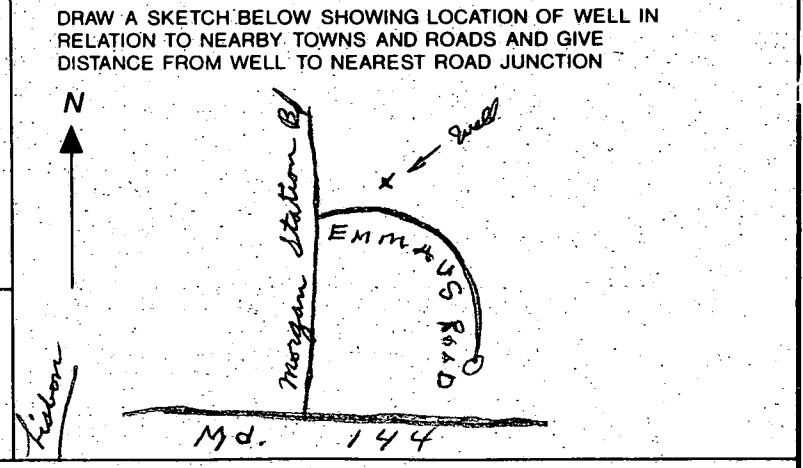 DRAW A SKETCH BELOW SHOWING LOCATION OF WELL IN
RELATION TO NEARBY TOWNS AND ROADS AND GIVE
DISTANCE FROM WELL TO NEAREST ROAD JUNCTION
N
Well
Morgan Station Rd
EMMAUS ROAD
Lisbon
Md. 144